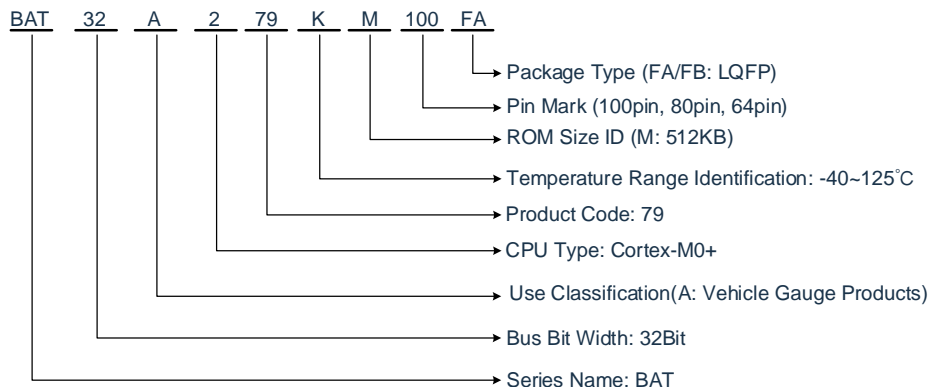 BAT 32 A 2 79 K M 100 FA
Package Type (FA/FB: LQFP)
Pin Mark (100pin, 80pin, 64pin)
ROM Size ID (M: 512KB)
Temperature Range Identification: -40~125℃
Product Code: 79
CPU Type: Cortex-M0+
Use Classification(A: Vehicle Gauge Products)
Bus Bit Width: 32Bit
Series Name: BAT